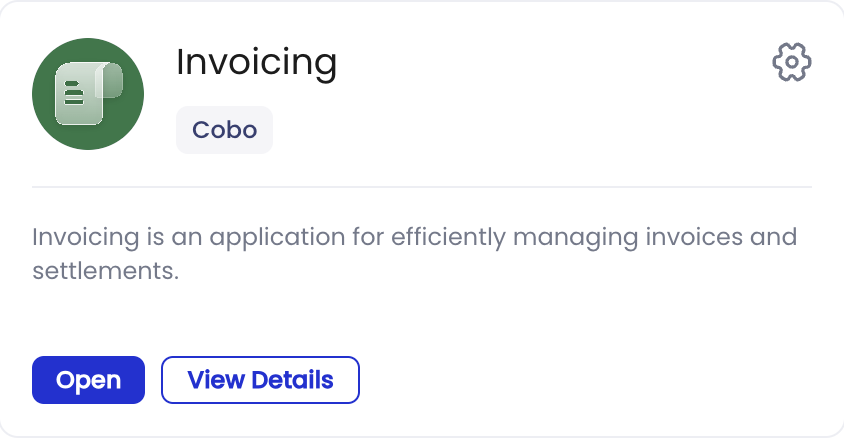 Invoicing
Cobo
Invoicing is an application for efficiently managing invoices and
settlements.
Open
View Details